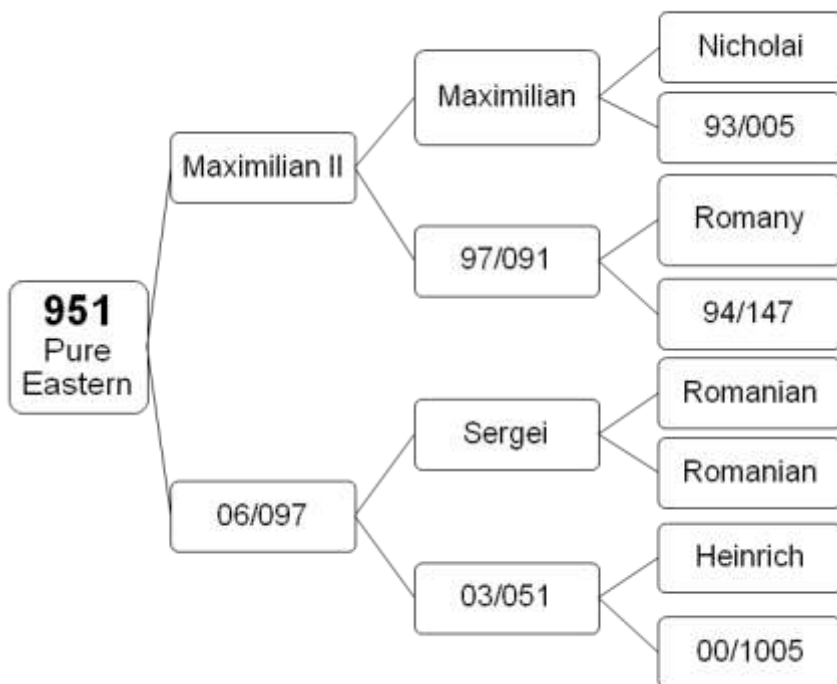 951
Pure
Eastern
Maximilian II
06/097
Maximilian
97/091
Sergei
03/051
Nicholai
93/005
Romany
94/147
Romanian
Romanian
Heinrich
00/1005